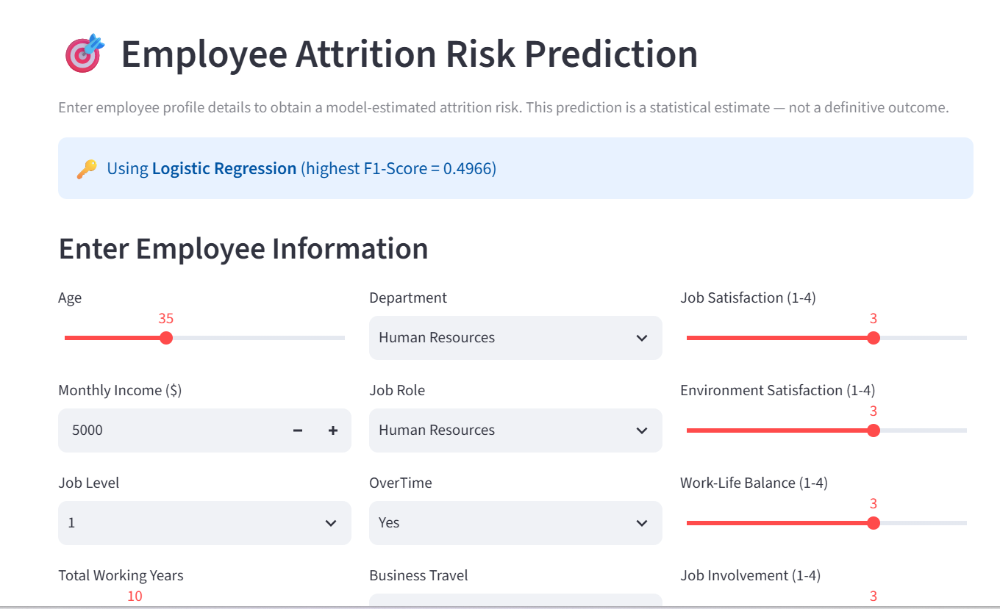 Employee Attrition Risk Prediction
Enter employee profile details to obtain a model-estimated attrition risk. This prediction is a statistical estimate — not a definitive outcome.
Using Logistic Regression (highest F1-Score = 0.4966)
Enter Employee Information
Age
35
Department
Human Resources
Job Satisfaction (1-4)
3
Monthly Income ($)
5000
Job Role
Human Resources
Environment Satisfaction (1-4)
3
Job Level
1
OverTime
Yes
Work-Life Balance (1-4)
3
Total Working Years
10
Business Travel
Job Involvement (1-4)
3